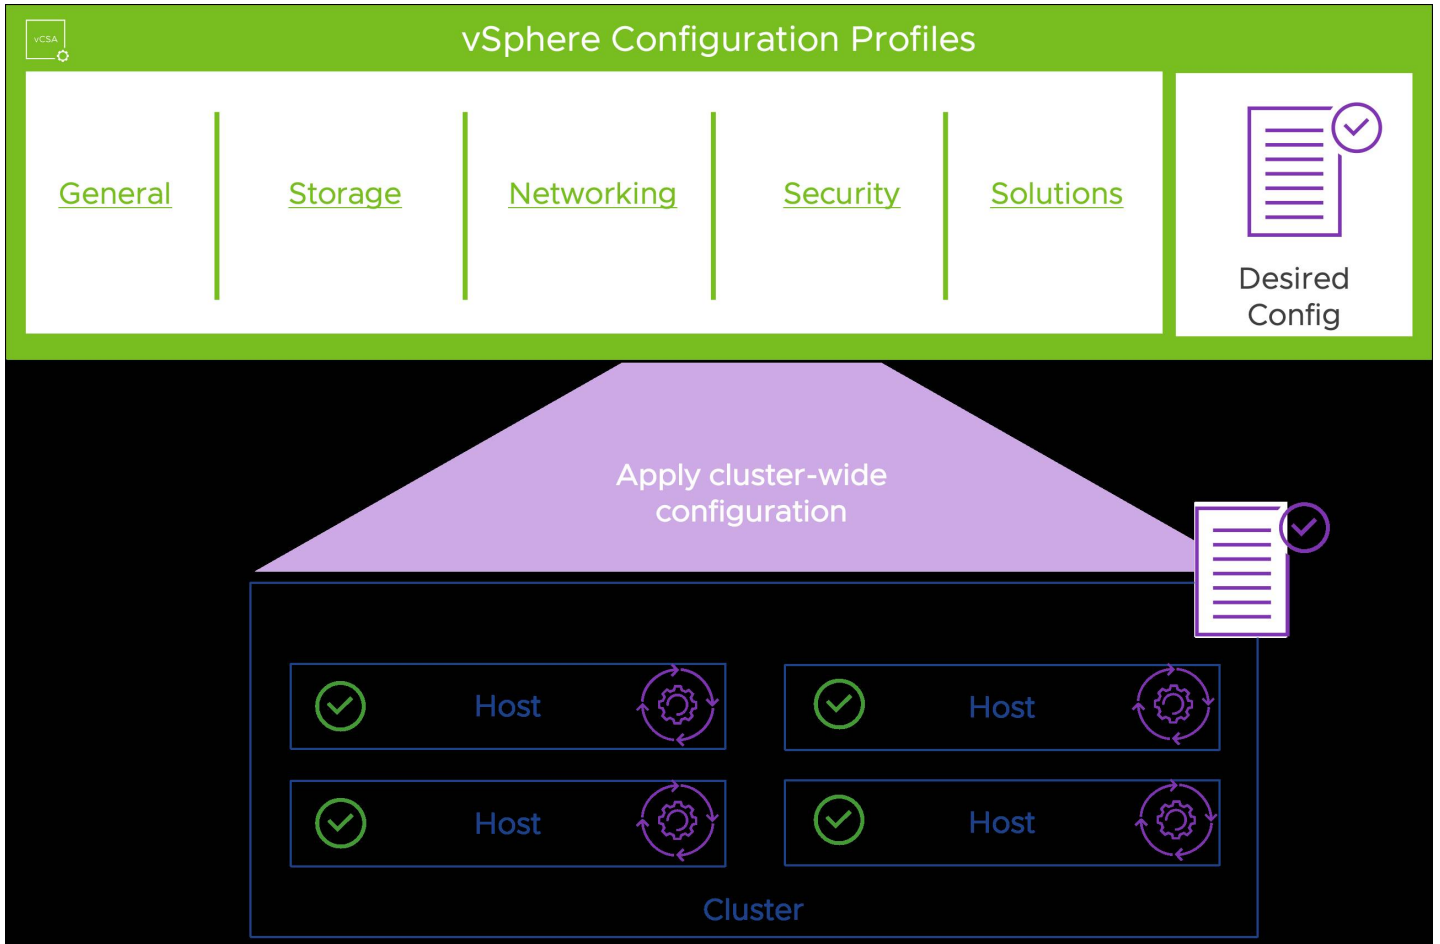 vCSA
vSphere Configuration Profiles
General
Storage
Networking
Security
Solutions
Desired
Config
Apply cluster-wide
configuration
Host
Host
Host
Host
Cluster